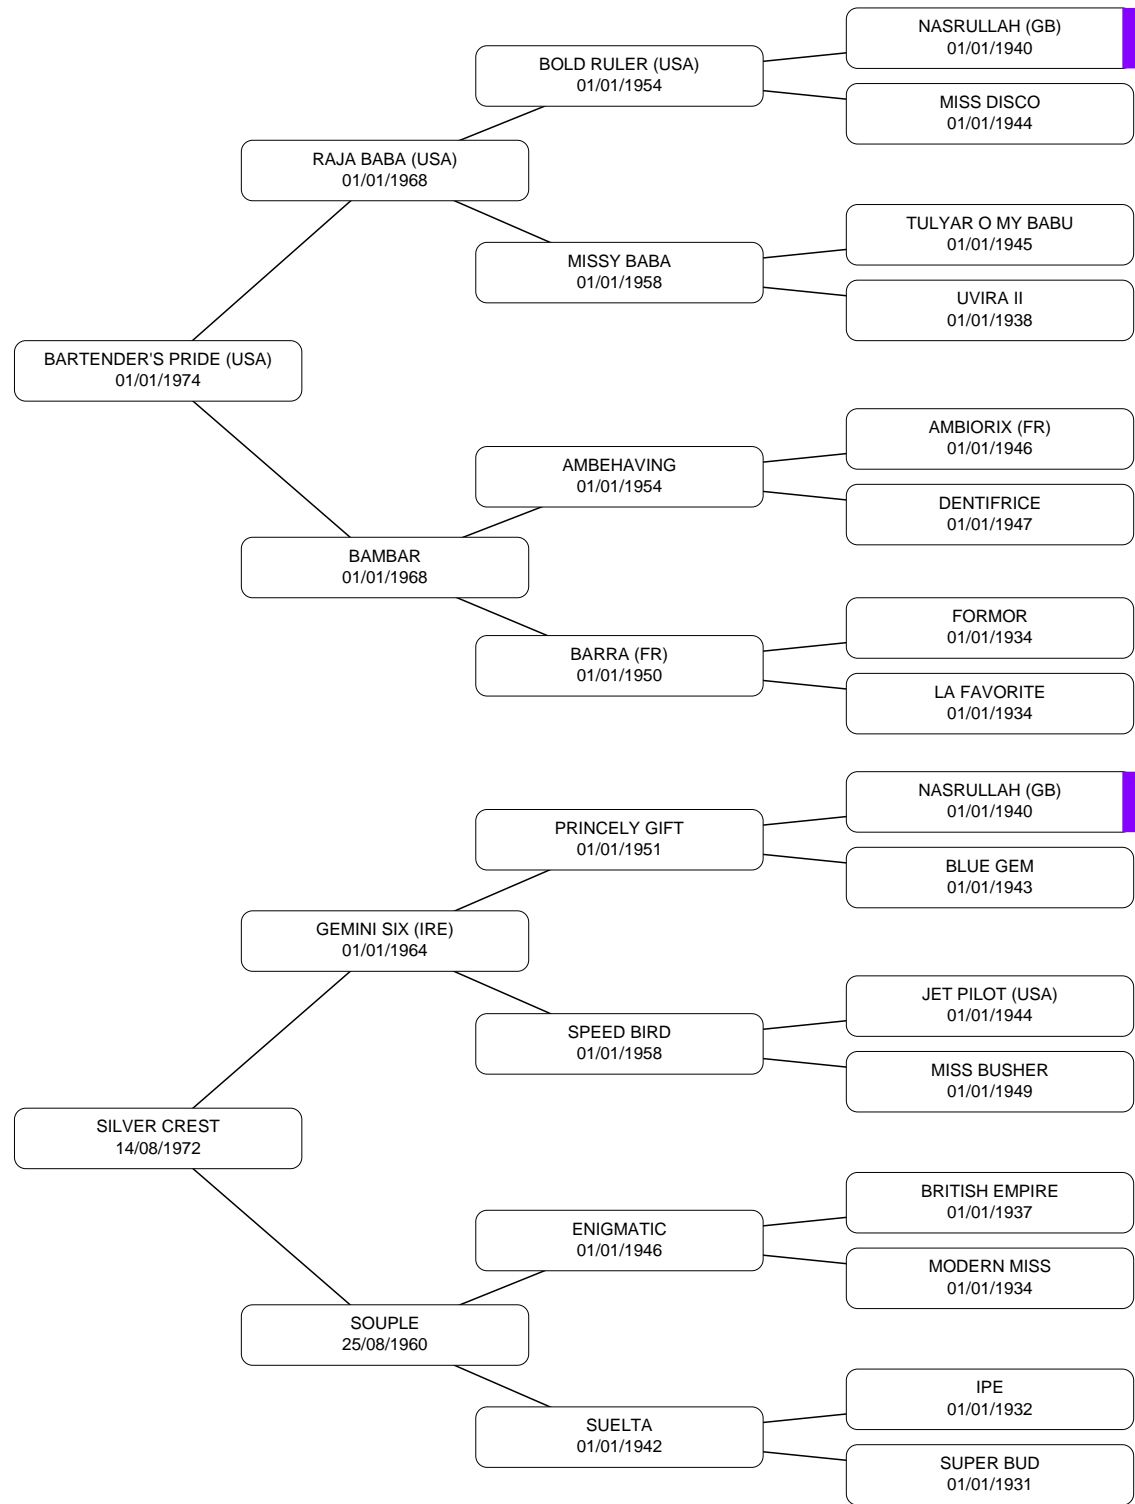 NASRULLAH (GB)
01/01/1940
BOLD RULER (USA)
01/01/1954
MISS DISCO
01/01/1944
RAJA BABA (USA)
01/01/1968
TULYAR O MY BABU
01/01/1945
MISSY BABA
01/01/1958
UVIRA II
01/01/1938
BARTENDER'S PRIDE (USA)
01/01/1974
AMBIORIX (FR)
01/01/1946
AMBEHAVING
01/01/1954
DENTIFRICE
01/01/1947
BAMBAR
01/01/1968
FORMOR
01/01/1934
BARRA (FR)
01/01/1950
LA FAVORITE
01/01/1934
NASRULLAH (GB)
01/01/1940
PRINCELY GIFT
01/01/1951
BLUE GEM
01/01/1943
GEMINI SIX (IRE)
01/01/1964
JET PILOT (USA)
01/01/1944
SPEED BIRD
01/01/1958
MISS BUSHER
01/01/1949
SILVER CREST
14/08/1972
BRITISH EMPIRE
01/01/1937
ENIGMATIC
01/01/1946
MODERN MISS
01/01/1934
SOUPLE
25/08/1960
IPE
01/01/1932
SUELTA
01/01/1942
SUPER BUD
01/01/1931